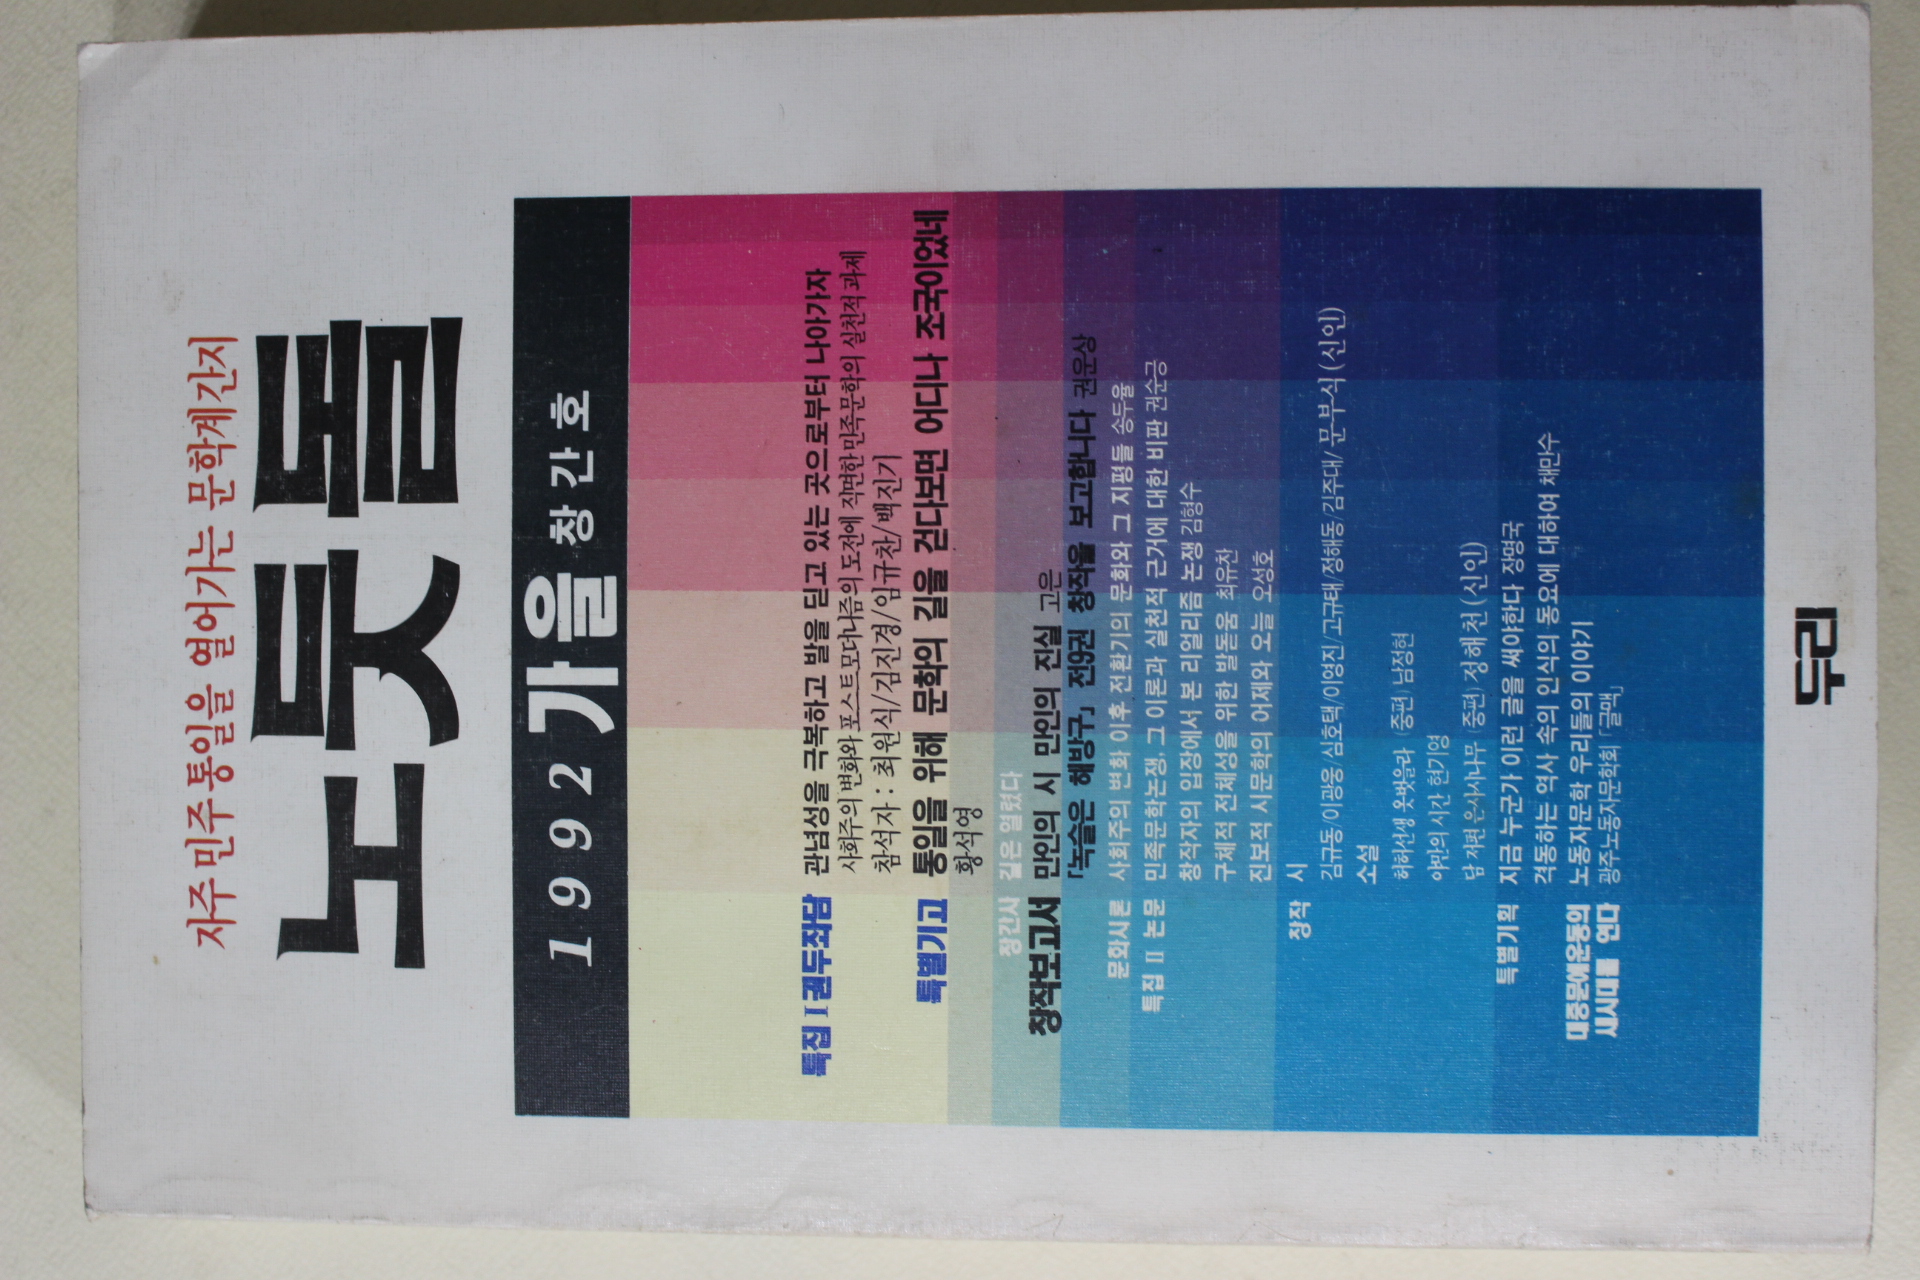 자주 민주 통일을 열어가는 문학계간지
노둣돌
1992 가을 창간호
특집 I 권두좌담 관념성을 극복하고 발을 딛고 있는 곳으로부터 나아가자
사회주의 변화와 포스트모더니즘의 도전에 직면한 민족문학의 실천적 과제
참석자 : 최원식/김진경/임규찬/백진기
특별기고 통일을 위해 문학의 길을 걷다보면 어디나 조국이었네
황석영
창간사 길은 열렸다
창작보고서 만인의 시 만인의 진실 고은
「녹슬은 해방구」 전9권 창작을 보고합니다 권운상
문화시론 사회주의 변화 이후 전환기의 문화와 그 지평들 송두율
특집 II 논문 민족문학논쟁 그 이론과 실천적 근거에 대한 비판 권순긍
창작자의 입장에서 본 리얼리즘 논쟁 김형수
구체적 전체성을 위한 발돋움 최유찬
진보적 시문학의 어제와 오늘 오성호
창작 시
김규동/이광웅/심호택/이영진/고규태/정해동/김주대/문부식(신인)
소설
허허선생 옷벗을라 (중편) 남정현
야만의 시간 현기영
담 저편 은사시나무 (중편) 정해천(신인)
특별기획 지금 누군가 이런 글을 써야한다 장명국
격동하는 역사 속의 인식의 동요에 대하여 채만수
대중문예운동의 노동자문학 우리들의 이야기
새시대를 연다 광주노동자문학회 「글맥」
두리